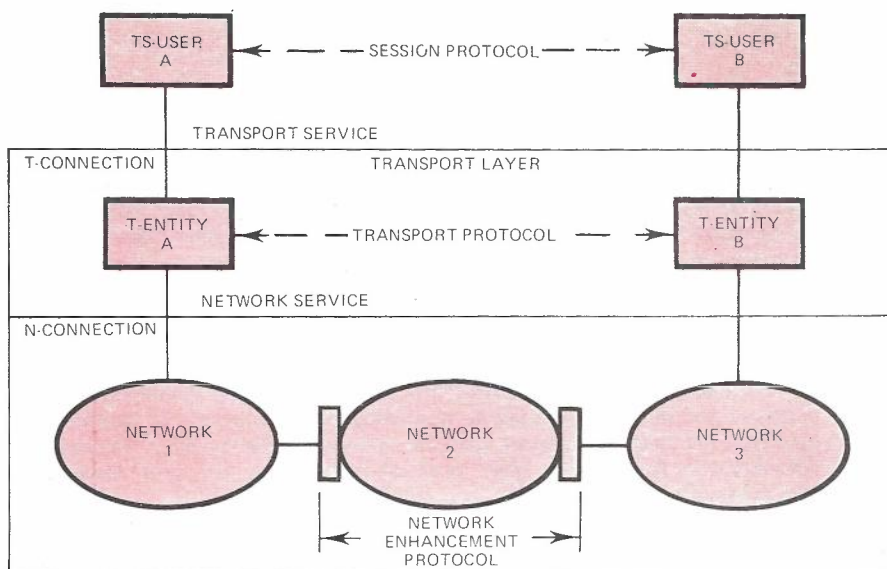 TS-USER
A
SESSION PROTOCOL
TS-USER
B
TRANSPORT SERVICE
T-CONNECTION
TRANSPORT LAYER
T-ENTITY
A
TRANSPORT PROTOCOL
T-ENTITY
B
NETWORK SERVICE
N-CONNECTION
NETWORK
1
NETWORK
2
NETWORK
3
NETWORK
ENHANCEMENT
PROTOCOL